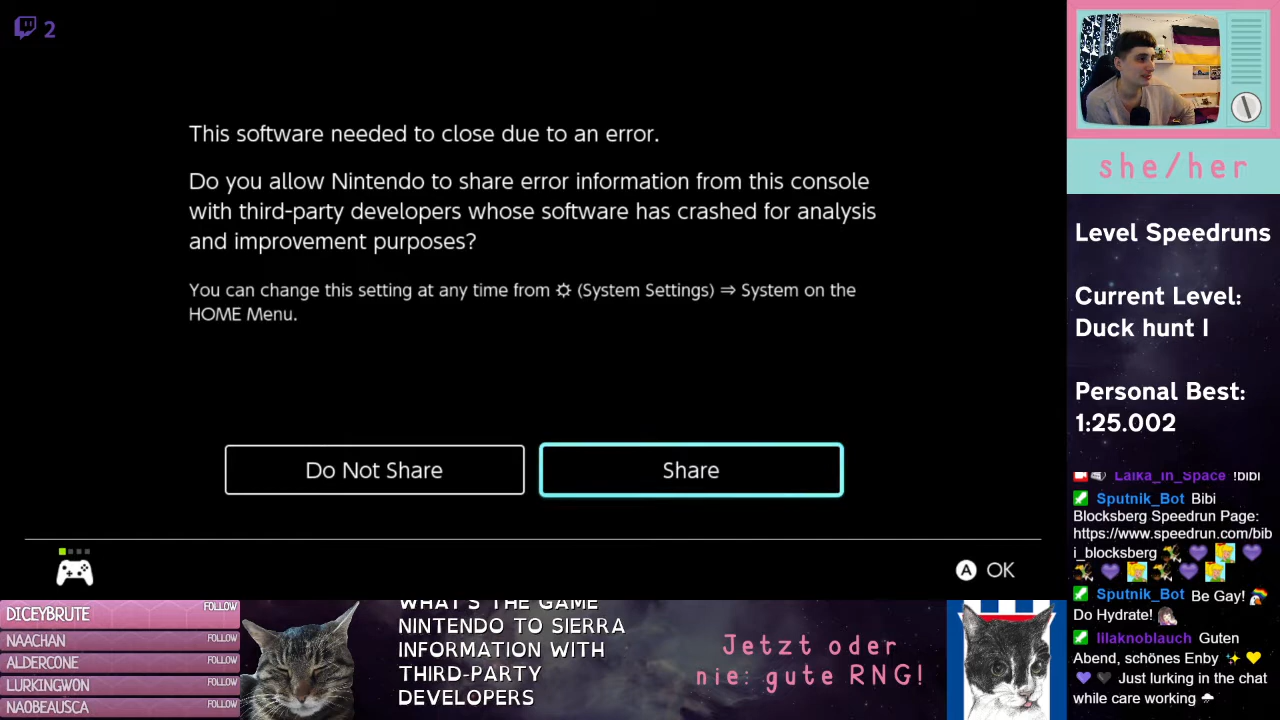 2
This software needed to close due to an error.
Do you allow Nintendo to share error information from this console
with third-party developers whose software has crashed for analysis
and improvement purposes?
You can change this setting at any time from (System Settings) ⇒ System on the
HOME Menu.
Do Not Share
Share
A OK
she/her
Level Speedruns
Current Level:
Duck hunt I
Personal Best:
1:25.002
Laika_in_Space !bibi
Sputnik_Bot Bibi
Blocksberg Speedrun Page:
https://www.speedrun.com/bib
i_blocksberg
Sputnik_Bot Be Gay!
Do Hydrate!
lilaknoblauch Guten
Abend, schönes Enby
Just lurking in the chat
while care working
DICEYBRUTE FOLLOW
NAACHAN FOLLOW
ALDERCONE FOLLOW
LURKINGWON FOLLOW
NAOBEAUSCA FOLLOW
WHAT'S THE GAME
NINTENDO TO SIERRA
INFORMATION WITH
THIRD-PARTY
DEVELOPERS
Jetzt oder
nie: gute RNG!